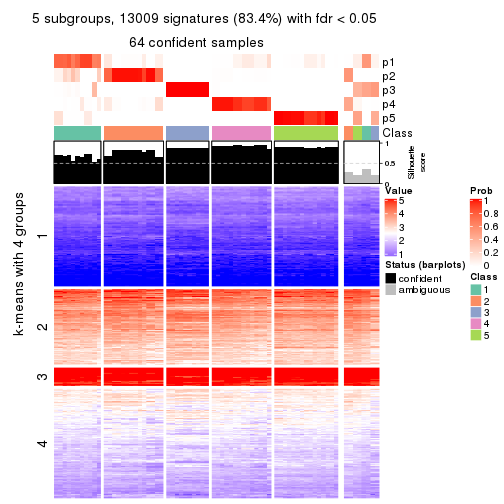 5 subgroups, 13009 signatures (83.4%) with fdr < 0.05
64 confident samples
p1
p2
p3
p4
p5
Class
1
0.5
0
Silhouette
score
k-means with 4 groups
1
2
3
4
Value
5
4
3
2
1
Status (barplots)
confident
ambiguous
Prob
1
0.8
0.6
0.4
0.2
0
Class
1
2
3
4
5